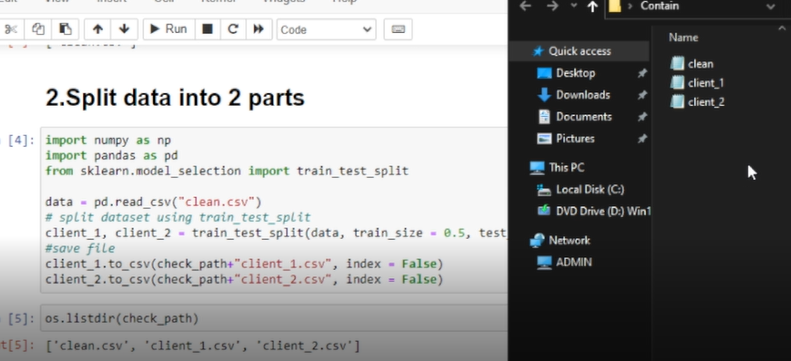 Run
Code
2.Split data into 2 parts
[4]:
import numpy as np
import pandas as pd
from sklearn.model_selection import train_test_split
data = pd.read_csv("clean.csv")
# split dataset using train_test_split
client_1, client_2 = train_test_split(data, train_size = 0.5, test_
#save file
client_1.to_csv(check_path+"client_1.csv", index = False)
client_2.to_csv(check_path+"client_2.csv", index = False)
[5]:
os.listdir(check_path)
t[5]:
['clean.csv', 'client_1.csv', 'client_2.csv']
Contain
Quick access
Desktop
Downloads
Documents
Pictures
This PC
Local Disk (C:)
DVD Drive (D:) Win1
Network
ADMIN
Name
clean
client_1
client_2